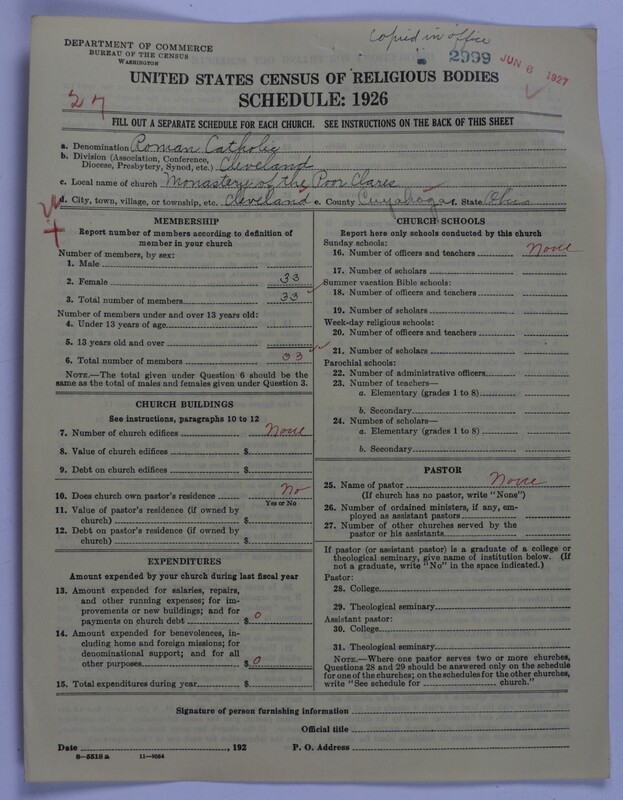 Copied in office
DEPARTMENT OF COMMERCE
BUREAU OF THE CENSUS
WASHINGTON
2999 JUN 6 1927
UNITED STATES CENSUS OF RELIGIOUS BODIES
SCHEDULE: 1926
27
FILL OUT A SEPARATE SCHEDULE FOR EACH CHURCH. SEE INSTRUCTIONS ON THE BACK OF THIS SHEET
a. Denomination Roman Catholic
b. Division (Association, Conference, Diocese, Presbytery, Synod, etc.) Cleveland
c. Local name of church Monastery of the Poor Clares
d. City, town, village, or township, etc. Cleveland e. County Cuyahoga f. State Ohio
MEMBERSHIP
Report number of members according to definition of
member in your church
Number of members, by sex:
1. Male
2. Female 33
3. Total number of members 33
Number of members under and over 13 years old:
4. Under 13 years of age
5. 13 years old and over
6. Total number of members 33
NOTE.—The total given under Question 6 should be
same as the total of males and females given under Question 3.
CHURCH BUILDINGS
See instructions, paragraphs 10 to 12
7. Number of church edifices None
8. Value of church edifices $
9. Debt on church edifices $
10. Does church own pastor's residence No
Yes or No
11. Value of pastor's residence (if owned by
church) $
12. Debt on pastor's residence (if owned by
church) $
EXPENDITURES
Amount expended by your church during last fiscal year
13. Amount expended for salaries, repairs,
and other running expenses; for im-
provements or new buildings; and for
payments on church debt $ 0
14. Amount expended for benevolences, in-
cluding home and foreign missions; for
denominational support; and for all
other purposes $ 0
15. Total expenditures during year $
CHURCH SCHOOLS
Report here only schools conducted by this church
Sunday schools:
16. Number of officers and teachers None
17. Number of scholars
Summer vacation Bible schools:
18. Number of officers and teachers
19. Number of scholars
Week-day religious schools:
20. Number of officers and teachers
21. Number of scholars
Parochial schools:
22. Number of administrative officers
23. Number of teachers—
a. Elementary (grades 1 to 8)
b. Secondary
24. Number of scholars—
a. Elementary (grades 1 to 8)
b. Secondary
PASTOR
25. Name of pastor None
(If church has no pastor, write "None")
26. Number of ordained ministers, if any, em-
ployed as assistant pastors
27. Number of other churches served by the
pastor or his assistants
If pastor (or assistant pastor) is a graduate of a college or
theological seminary, give name of institution below. (If
not a graduate, write "No" in the space indicated.)
Pastor:
28. College
29. Theological seminary
Assistant pastor:
30. College
31. Theological seminary
NOTE.—Where one pastor serves two or more churches,
Questions 28 and 29 should be answered only on the schedule
for one of the churches; on the schedules for the other churches,
write "See schedule for church."
Signature of person furnishing information
Official title
Date , 192 P. O. Address
8—5518 a 11—9054